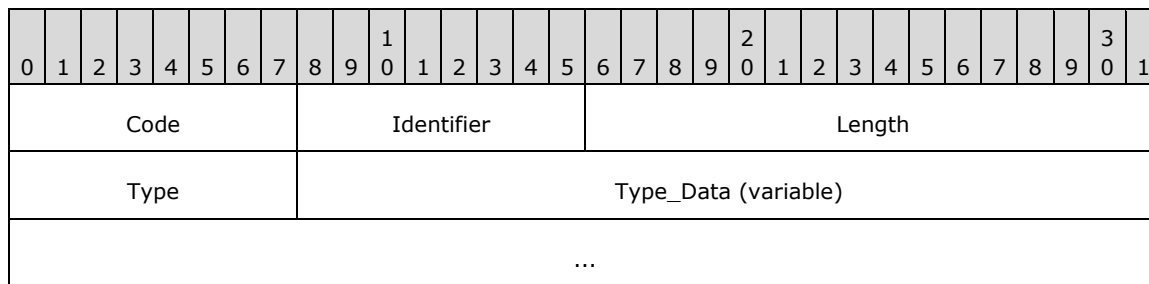 1 2 3
0 1 2 3 4 5 6 7 8 9 0 1 2 3 4 5 6 7 8 9 0 1 2 3 4 5 6 7 8 9 0 1
Code Identifier Length
Type Type_Data (variable)
...